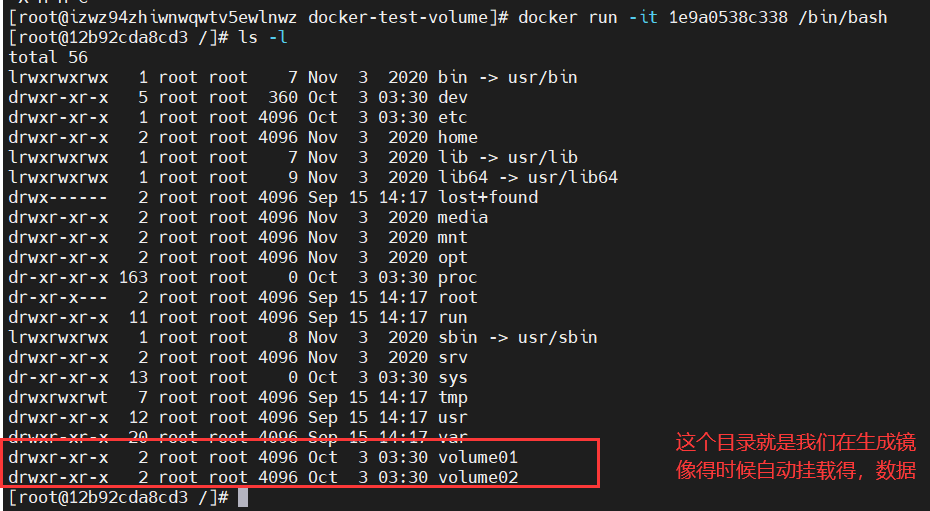 [root@izwz94zhiwnwqwtv5ewlnwz docker-test-volume]# docker run -it 1e9a0538c338 /bin/bash
[root@12b92cda8cd3 /]# ls -l
total 56
lrwxrwxrwx   1 root root    7 Nov  3  2020 bin -> usr/bin
drwxr-xr-x   5 root root  360 Oct  3 03:30 dev
drwxr-xr-x   1 root root 4096 Oct  3 03:30 etc
drwxr-xr-x   2 root root 4096 Nov  3  2020 home
lrwxrwxrwx   1 root root    7 Nov  3  2020 lib -> usr/lib
lrwxrwxrwx   1 root root    9 Nov  3  2020 lib64 -> usr/lib64
drwx------   2 root root 4096 Sep 15 14:17 lost+found
drwxr-xr-x   2 root root 4096 Nov  3  2020 media
drwxr-xr-x   2 root root 4096 Nov  3  2020 mnt
drwxr-xr-x   2 root root 4096 Nov  3  2020 opt
dr-xr-xr-x 163 root root    0 Oct  3 03:30 proc
dr-xr-x---   2 root root 4096 Sep 15 14:17 root
drwxr-xr-x  11 root root 4096 Sep 15 14:17 run
lrwxrwxrwx   1 root root    8 Nov  3  2020 sbin -> usr/sbin
drwxr-xr-x   2 root root 4096 Nov  3  2020 srv
dr-xr-xr-x  13 root root    0 Oct  3 03:30 sys
drwxrwxrwt   7 root root 4096 Sep 15 14:17 tmp
drwxr-xr-x  12 root root 4096 Sep 15 14:17 usr
drwxr-xr-x  20 root root 4096 Sep 15 14:17 var
drwxr-xr-x   2 root root 4096 Oct  3 03:30 volume01
drwxr-xr-x   2 root root 4096 Oct  3 03:30 volume02
[root@12b92cda8cd3 /]#
这个目录就是我们在生成镜
像得时候自动挂载得，数据